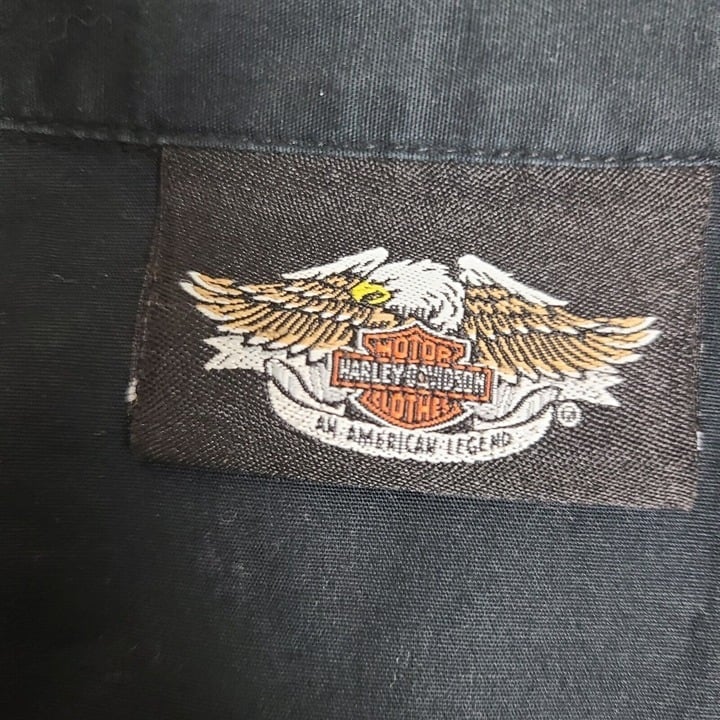 MOTOR
HARLEY-DAVIDSON
CLOTHES
AN AMERICAN LEGEND
®